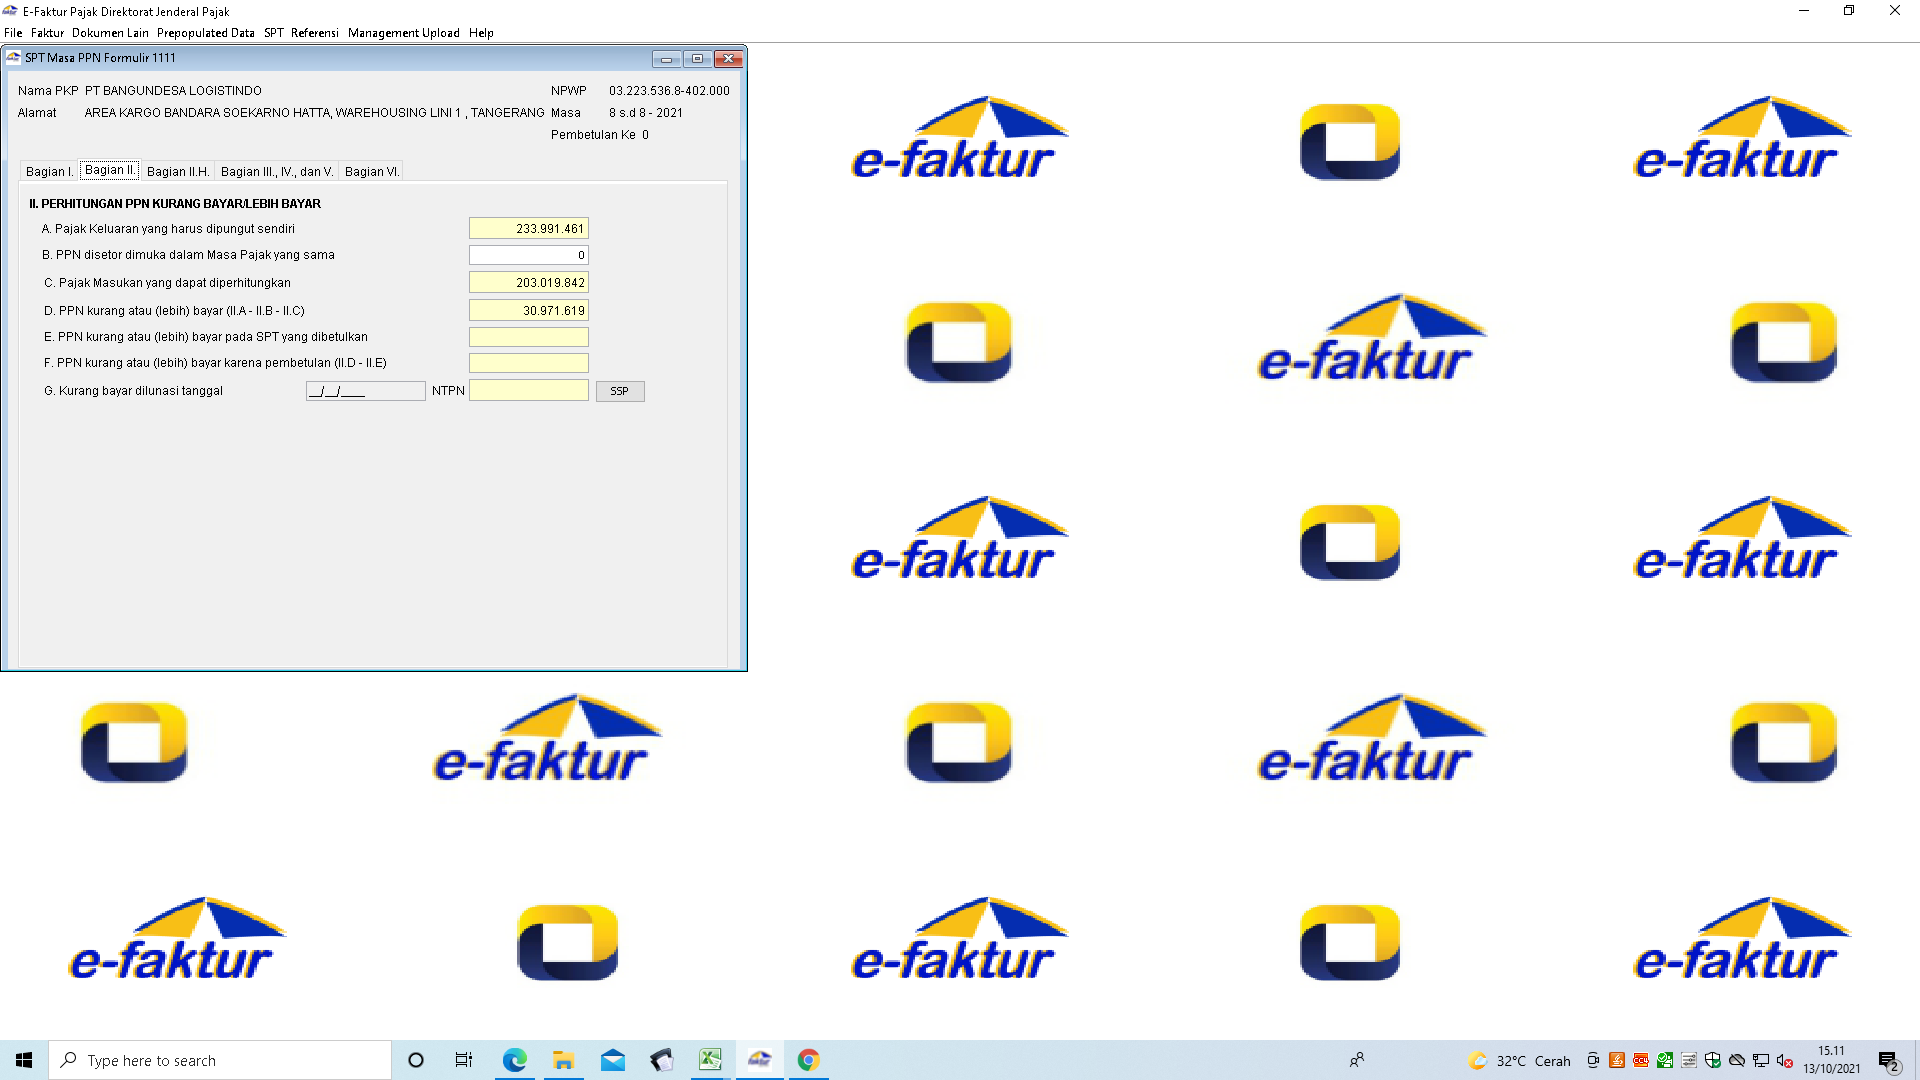 E-Faktur Pajak Direktorat Jenderal Pajak
File Faktur Dokumen Lain Prepopulated Data SPT Referensi Management Upload Help
SPT Masa PPN Formulir 1111
Nama PKP PT BANGUNDESA LOGISTINDO NPWP 03.223.536.8-402.000
Alamat AREA KARGO BANDARA SOEKARNO HATTA, WAREHOUSING LINI 1 , TANGERANG Masa 8 s.d 8 - 2021
Pembetulan Ke 0
Bagian I. Bagian II. Bagian II.H. Bagian III., IV., dan V. Bagian VI.
II. PERHITUNGAN PPN KURANG BAYAR/LEBIH BAYAR
A. Pajak Keluaran yang harus dipungut sendiri 233.991.461
B. PPN disetor dimuka dalam Masa Pajak yang sama 0
C. Pajak Masukan yang dapat diperhitungkan 203.019.842
D. PPN kurang atau (lebih) bayar (II.A - II.B - II.C) 30.971.619
E. PPN kurang atau (lebih) bayar pada SPT yang dibetulkan
F. PPN kurang atau (lebih) bayar karena pembetulan (II.D - II.E)
G. Kurang bayar dilunasi tanggal __/__/____ NTPN SSP
e-faktur
e-faktur
e-faktur
e-faktur
e-faktur
e-faktur
e-faktur
e-faktur
e-faktur
e-faktur
Type here to search
32°C Cerah
15.11
13/10/2021
2